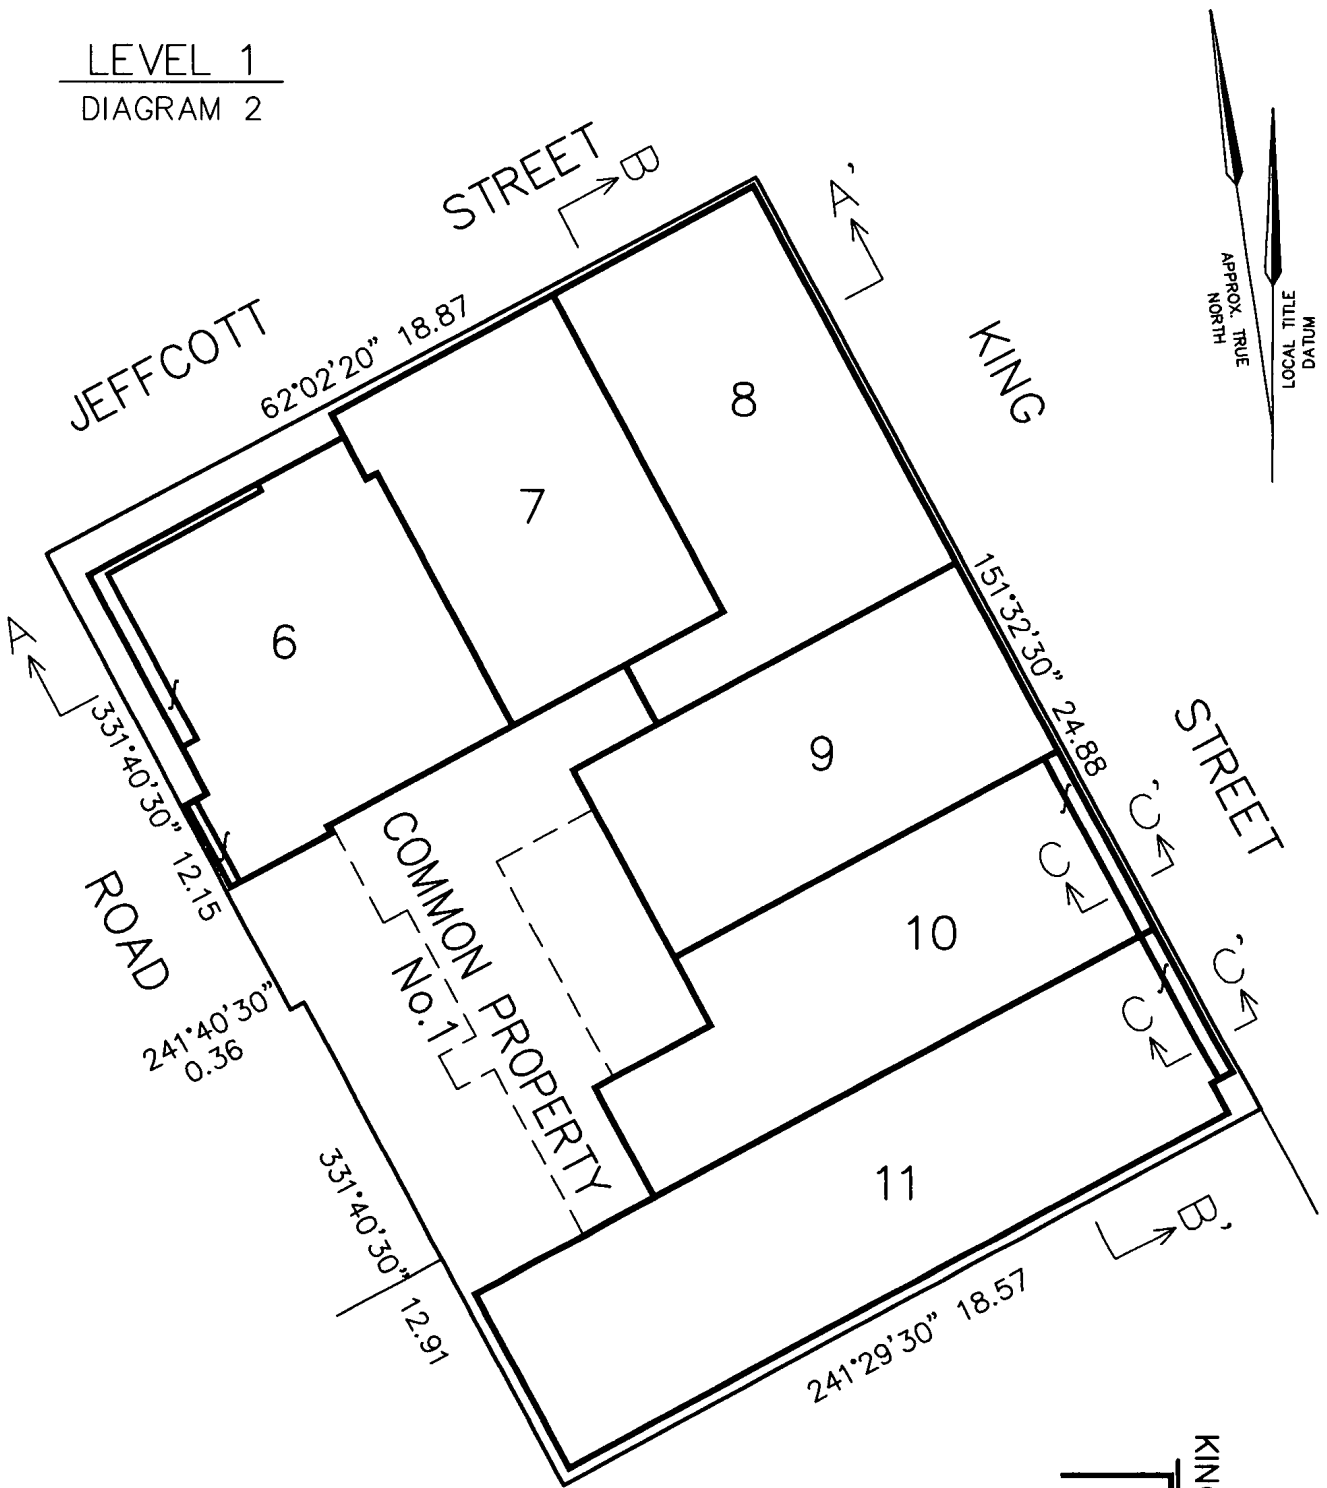 LEVEL 1
DIAGRAM 2
JEFFCOTT STREET
B
A'
APPROX. TRUE
NORTH
LOCAL TITLE
DATUM
62°02'20" 18.87
KING STREET
8
7
6
A
151°32'30" 24.88
9
331°40'30" 12.15
ROAD
COMMON PROPERTY
No.1
C'
C
10
C'
C
241°40'30"
0.36
11
331°40'30" 12.91
B'
241°29'30" 18.57